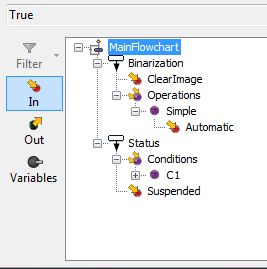 True
Filter
In
Out
Variables
MainFlowchart
Binarization
ClearImage
Operations
Simple
Automatic
Status
Conditions
C1
Suspended